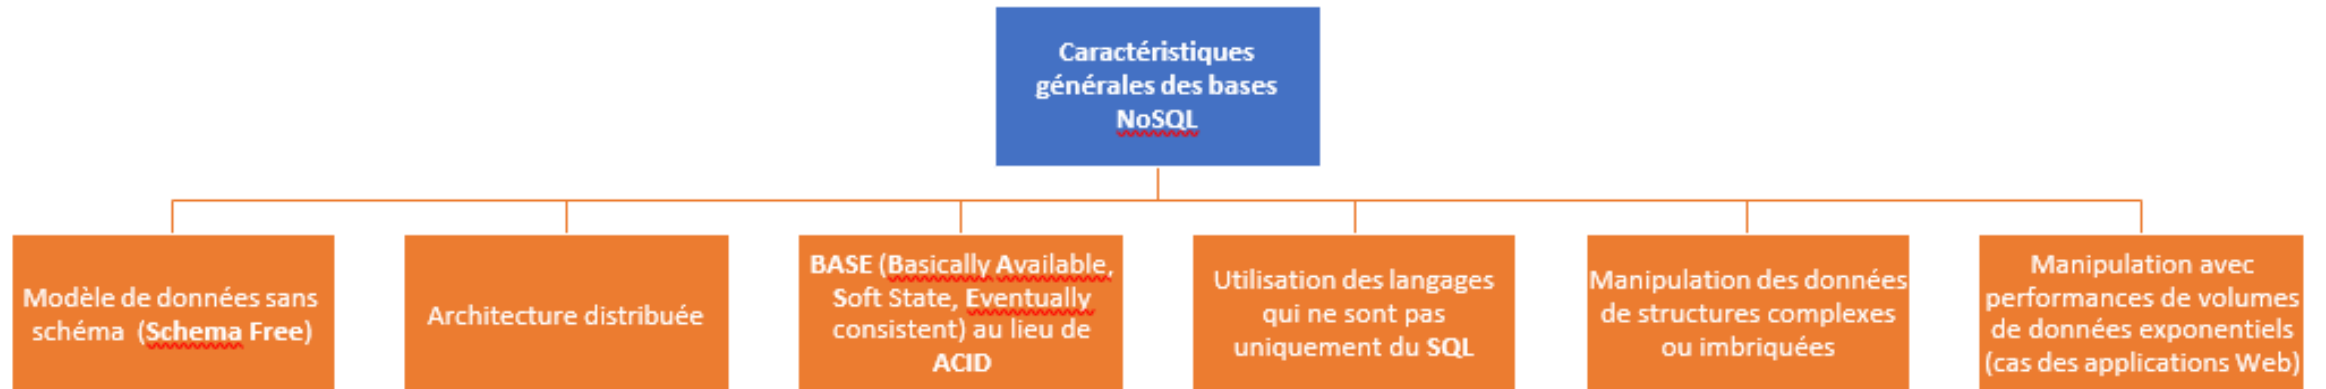 Caractéristiques
générales des bases
NoSQL
Modèle de données sans
schéma (Schema Free)
Architecture distribuée
BASE (Basically Available,
Soft State, Eventually
consistent) au lieu de
ACID
Utilisation des langages
qui ne sont pas
uniquement du SQL
Manipulation des données
de structures complexes
ou imbriquées
Manipulation avec
performances de volumes
de données exponentiels
(cas des applications Web)